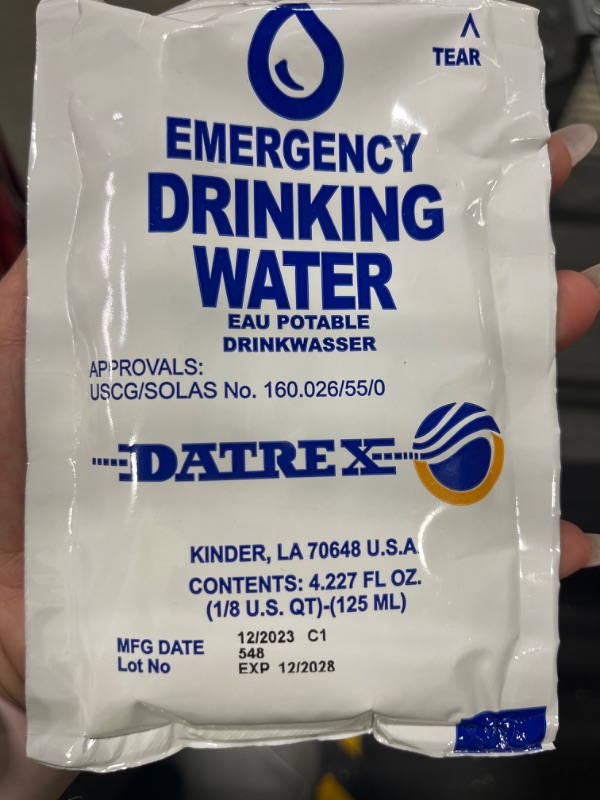 TEAR
EMERGENCY
DRINKING
WATER
EAU POTABLE
DRINKWASSER
APPROVALS:
USCG/SOLAS No. 160.026/55/0
DATREX
KINDER, LA 70648 U.S.A
CONTENTS: 4.227 FL OZ.
(1/8 U.S. QT)-(125 ML)
MFG DATE 12/2023 C1
Lot No 548
EXP 12/2028